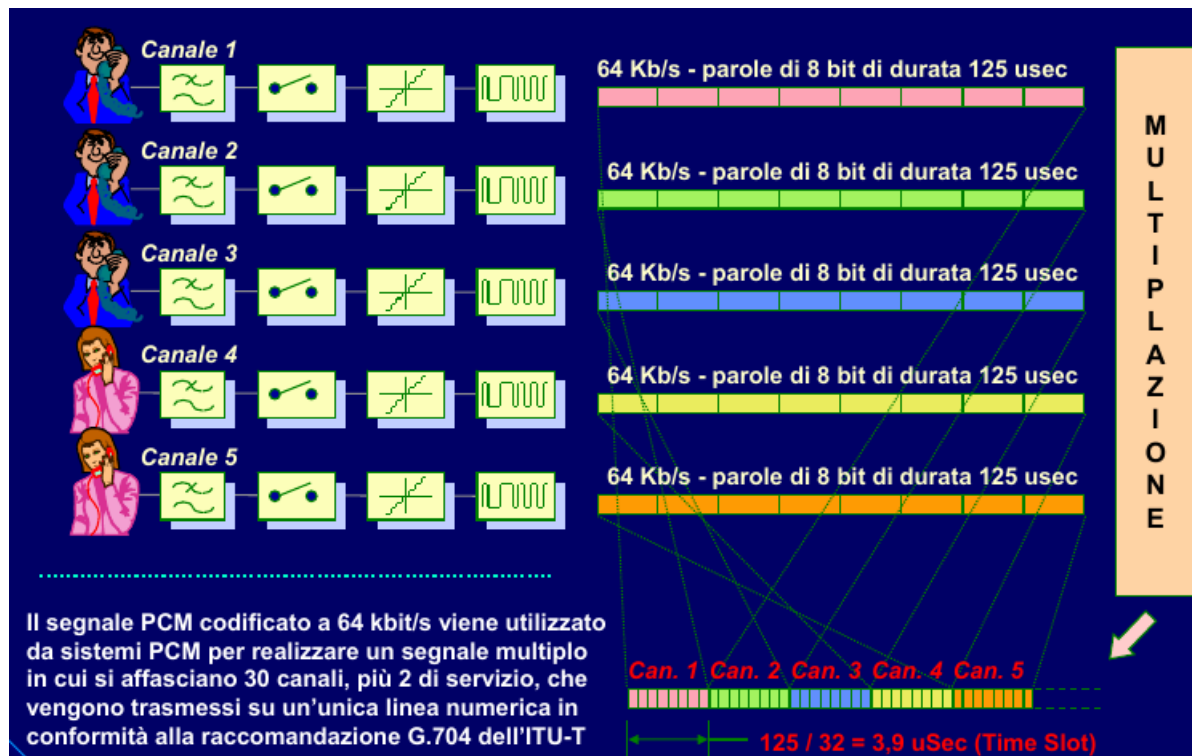 Canale 1
64 Kb/s - parole di 8 bit di durata 125 usec
Canale 2
64 Kb/s - parole di 8 bit di durata 125 usec
Canale 3
64 Kb/s - parole di 8 bit di durata 125 usec
Canale 4
64 Kb/s - parole di 8 bit di durata 125 usec
Canale 5
64 Kb/s - parole di 8 bit di durata 125 usec
MULTIPLAZIONE
Il segnale PCM codificato a 64 kbit/s viene utilizzato
da sistemi PCM per realizzare un segnale multiplo
in cui si affasciano 30 canali, più 2 di servizio, che
vengono trasmessi su un'unica linea numerica in
conformità alla raccomandazione G.704 dell'ITU-T
Can. 1 Can. 2 Can. 3 Can. 4 Can. 5
125 / 32 = 3,9 uSec (Time Slot)